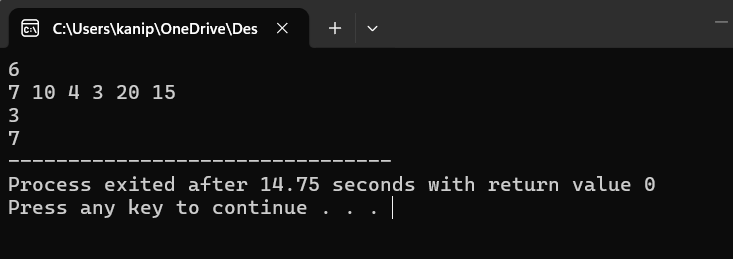 C:\Users\kanip\OneDrive\Des
6
7 10 4 3 20 15
3
7
--------------------------------
Process exited after 14.75 seconds with return value 0
Press any key to continue . . .